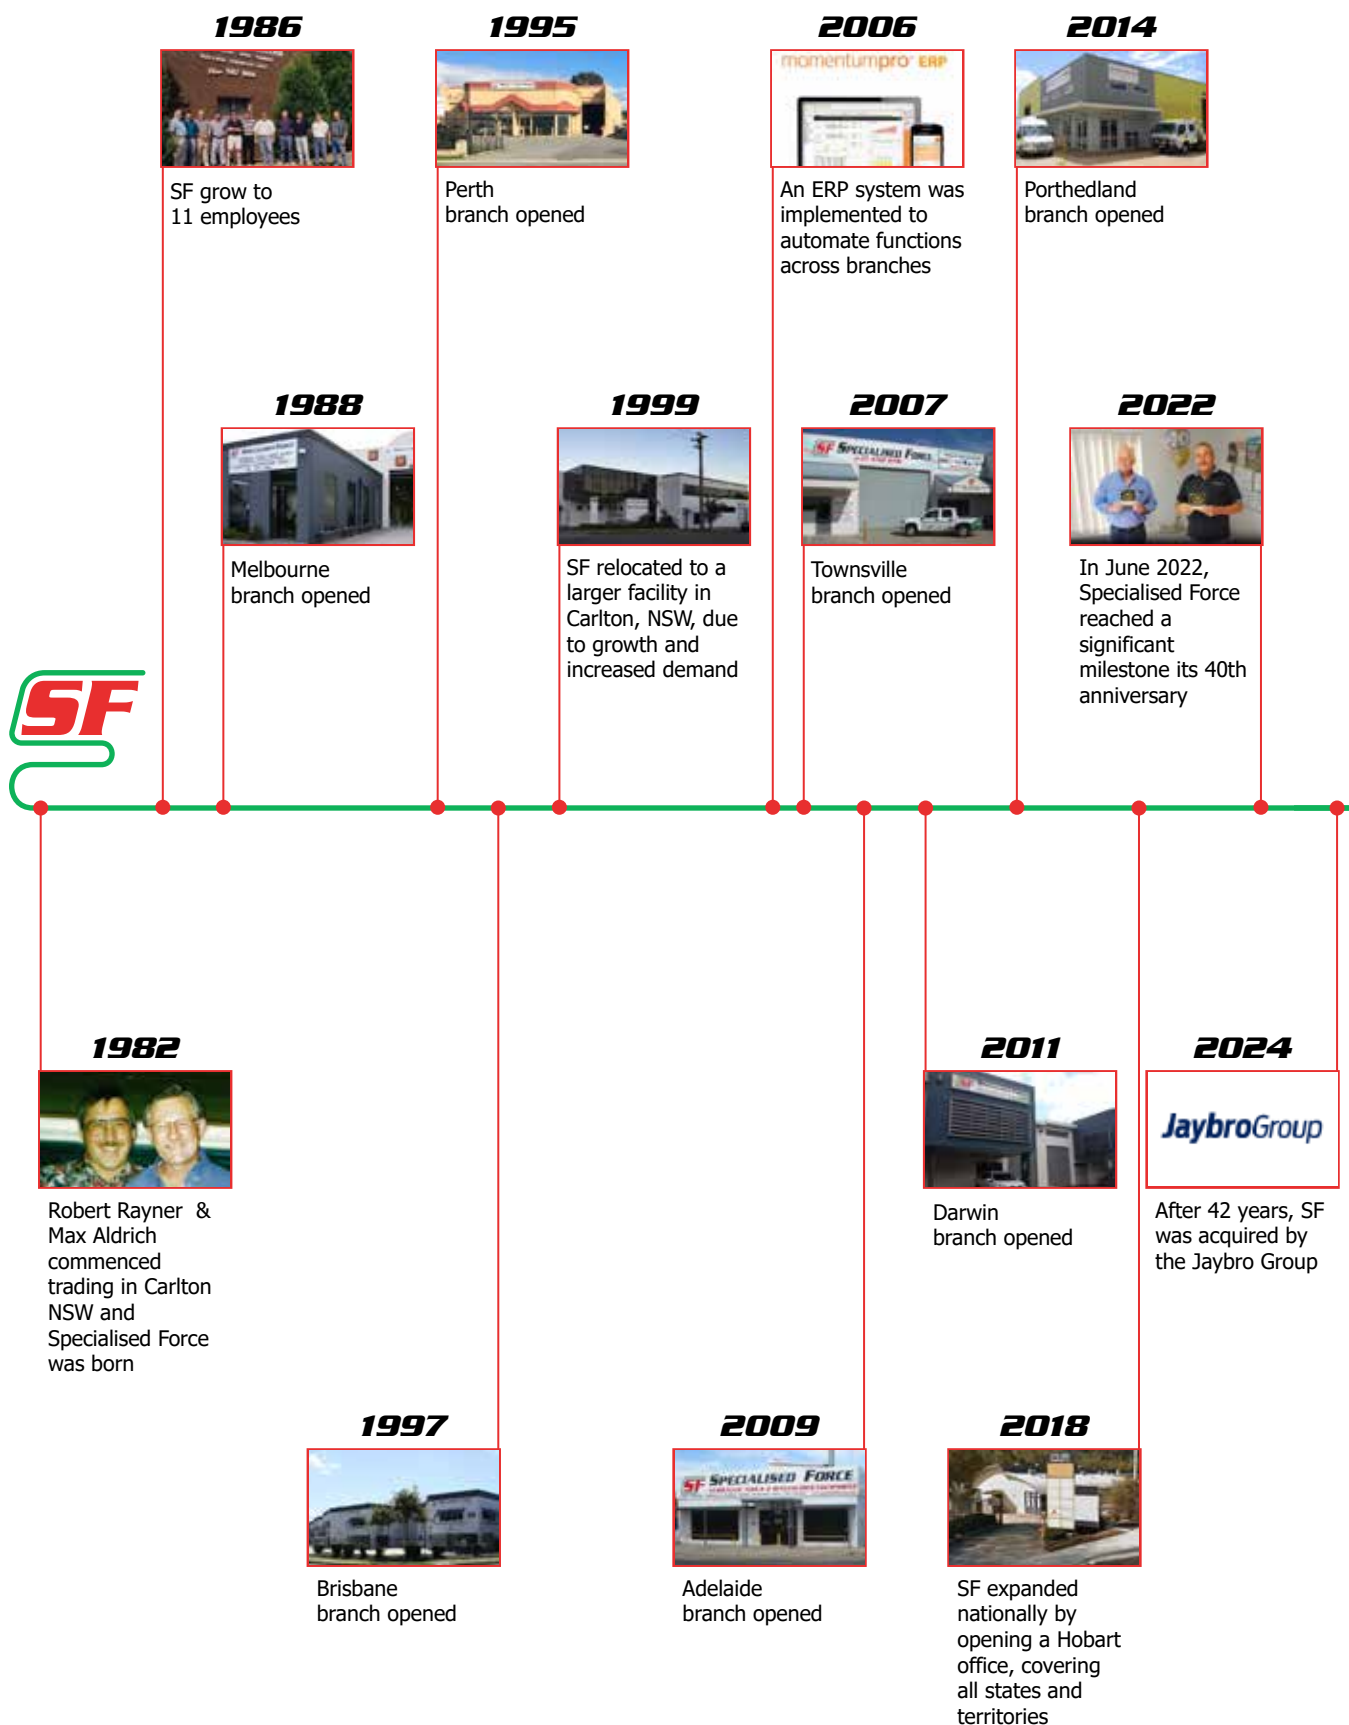 1986
SF grow to
11 employees
1995
Perth
branch opened
2006
momentumpro ERP
An ERP system was
implemented to
automate functions
across branches
2014
Porthedland
branch opened
1988
Melbourne
branch opened
1999
SF relocated to a
larger facility in
Carlton, NSW, due
to growth and
increased demand
2007
SF SPECIALISED FORCE
Townsville
branch opened
2022
In June 2022,
Specialised Force
reached a
significant
milestone its 40th
anniversary
SF
1982
Robert Rayner &
Max Aldrich
commenced
trading in Carlton
NSW and
Specialised Force
was born
2011
Darwin
branch opened
2024
JaybroGroup
After 42 years, SF
was acquired by
the Jaybro Group
1997
Brisbane
branch opened
2009
SF SPECIALISED FORCE
Adelaide
branch opened
2018
SF expanded
nationally by
opening a Hobart
office, covering
all states and
territories